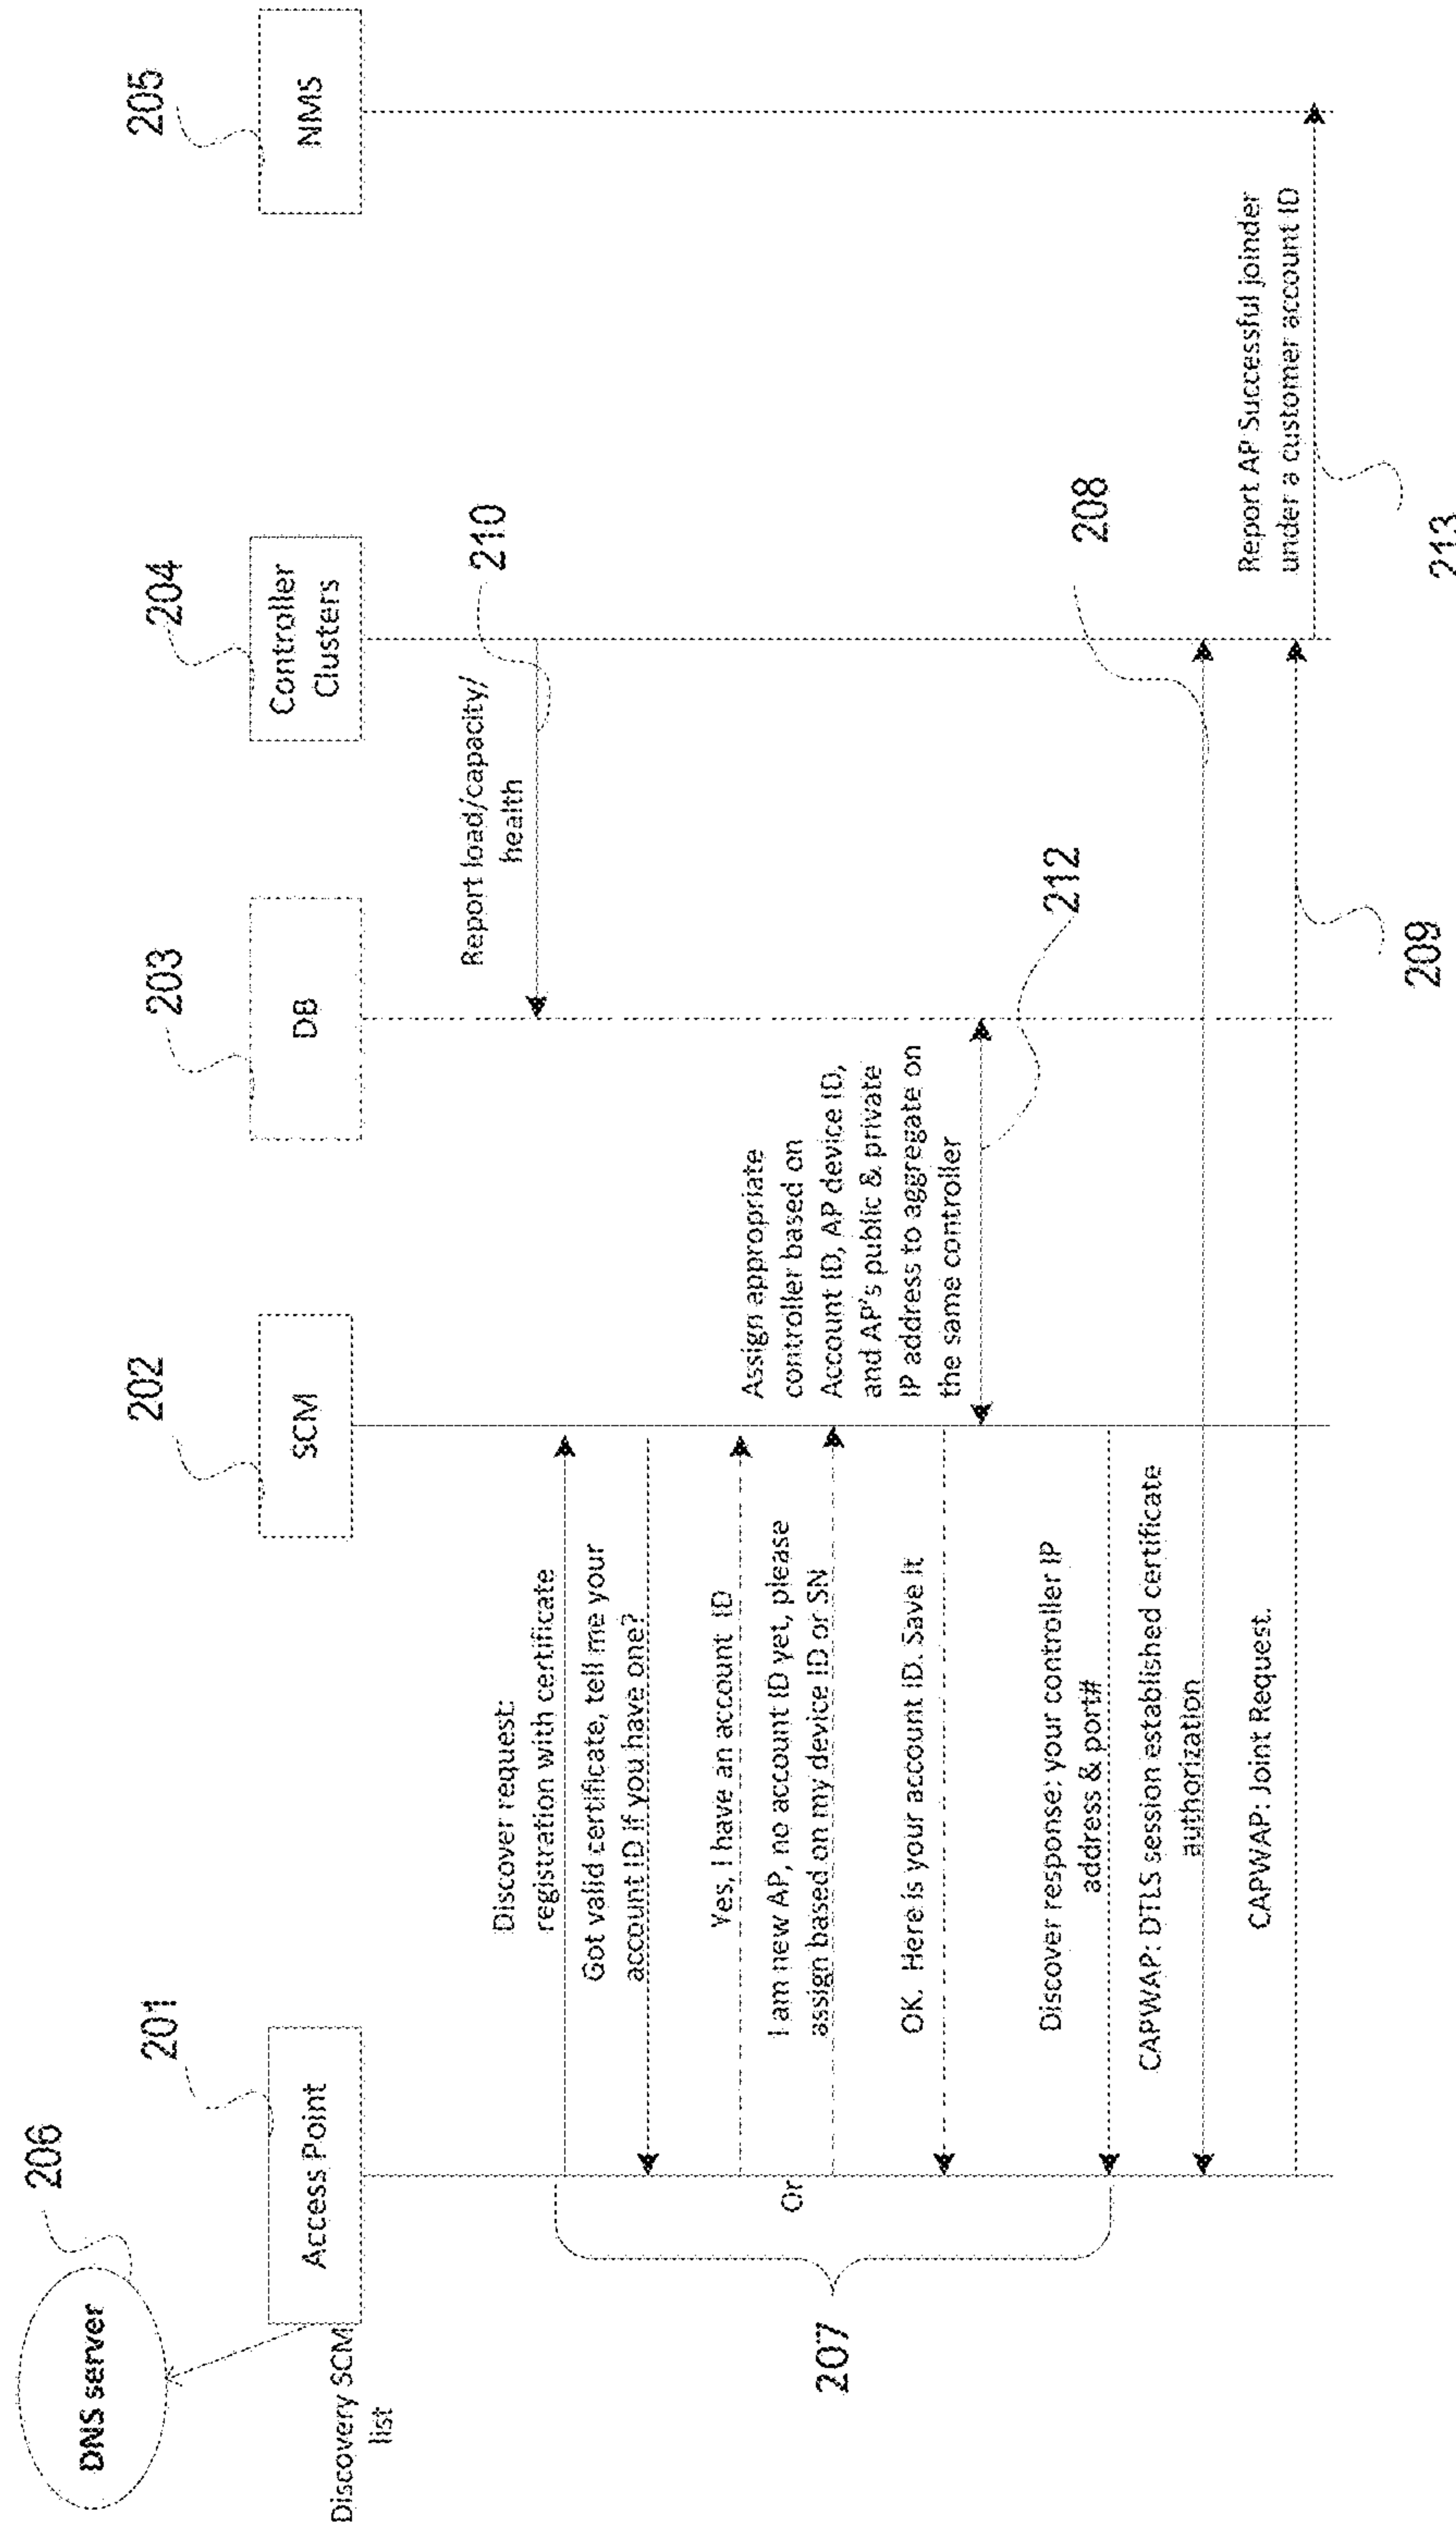 206
DNS server
Discovery SCM
list
201
Access Point
202
SCM
203
DB
204
Controller
Clusters
205
NMS
Report load/capacity/
health
210
Discover request:
registration with certificate
Got valid certificate, tell me your
account ID if you have one?
Yes, I have an account ID
Or
I am new AP, no account ID yet, please
assign based on my device ID or SN
Assign appropriate
controller based on
Account ID, AP device ID,
and AP's public & private
IP address to aggregate on
the same controller
212
OK. Here is your account ID. Save it
207
Discover response: your controller IP
address & port#
CAPWAP: DTLS session established certificate
authorization
208
CAPWAP: Joint Request.
209
Report AP Successful joinder
under a customer account ID
213